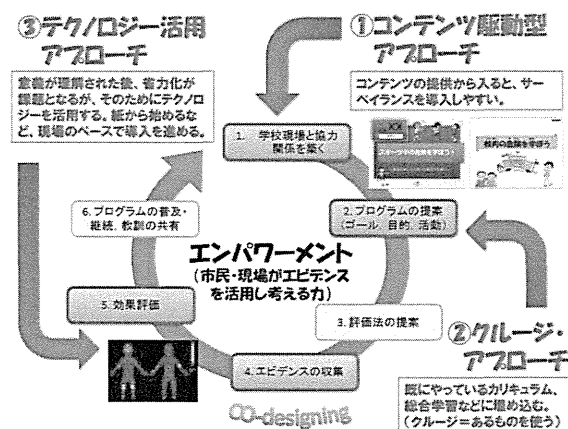 ③テクノロジー活用
アプローチ
意義が理解された後、省力化が
課題となるが、そのためにテクノロ
ジーを活用する。紙から始めるな
ど、現場のペースで導入を進める。
①コンテンツ駆動型
アプローチ
コンテンツの提供から入ると、サー
ベイランスを導入しやすい。
1. 学校現場と協力
関係を築く
2. プログラムの提案
(ゴール、目的、活動)
3. 評価法の提案
4. エビデンスの収集
5. 効果評価
6. プログラムの普及・
継続、教訓の共有
エンパワーメント
(市民・現場がエビデンス
を活用し考える力)
CO-designing
②クルージ・
アプローチ
既にやっているカリキュラム、
総合学習などに埋め込む。
(クルージ=あるものを使う)
校内の危険を学ぼう